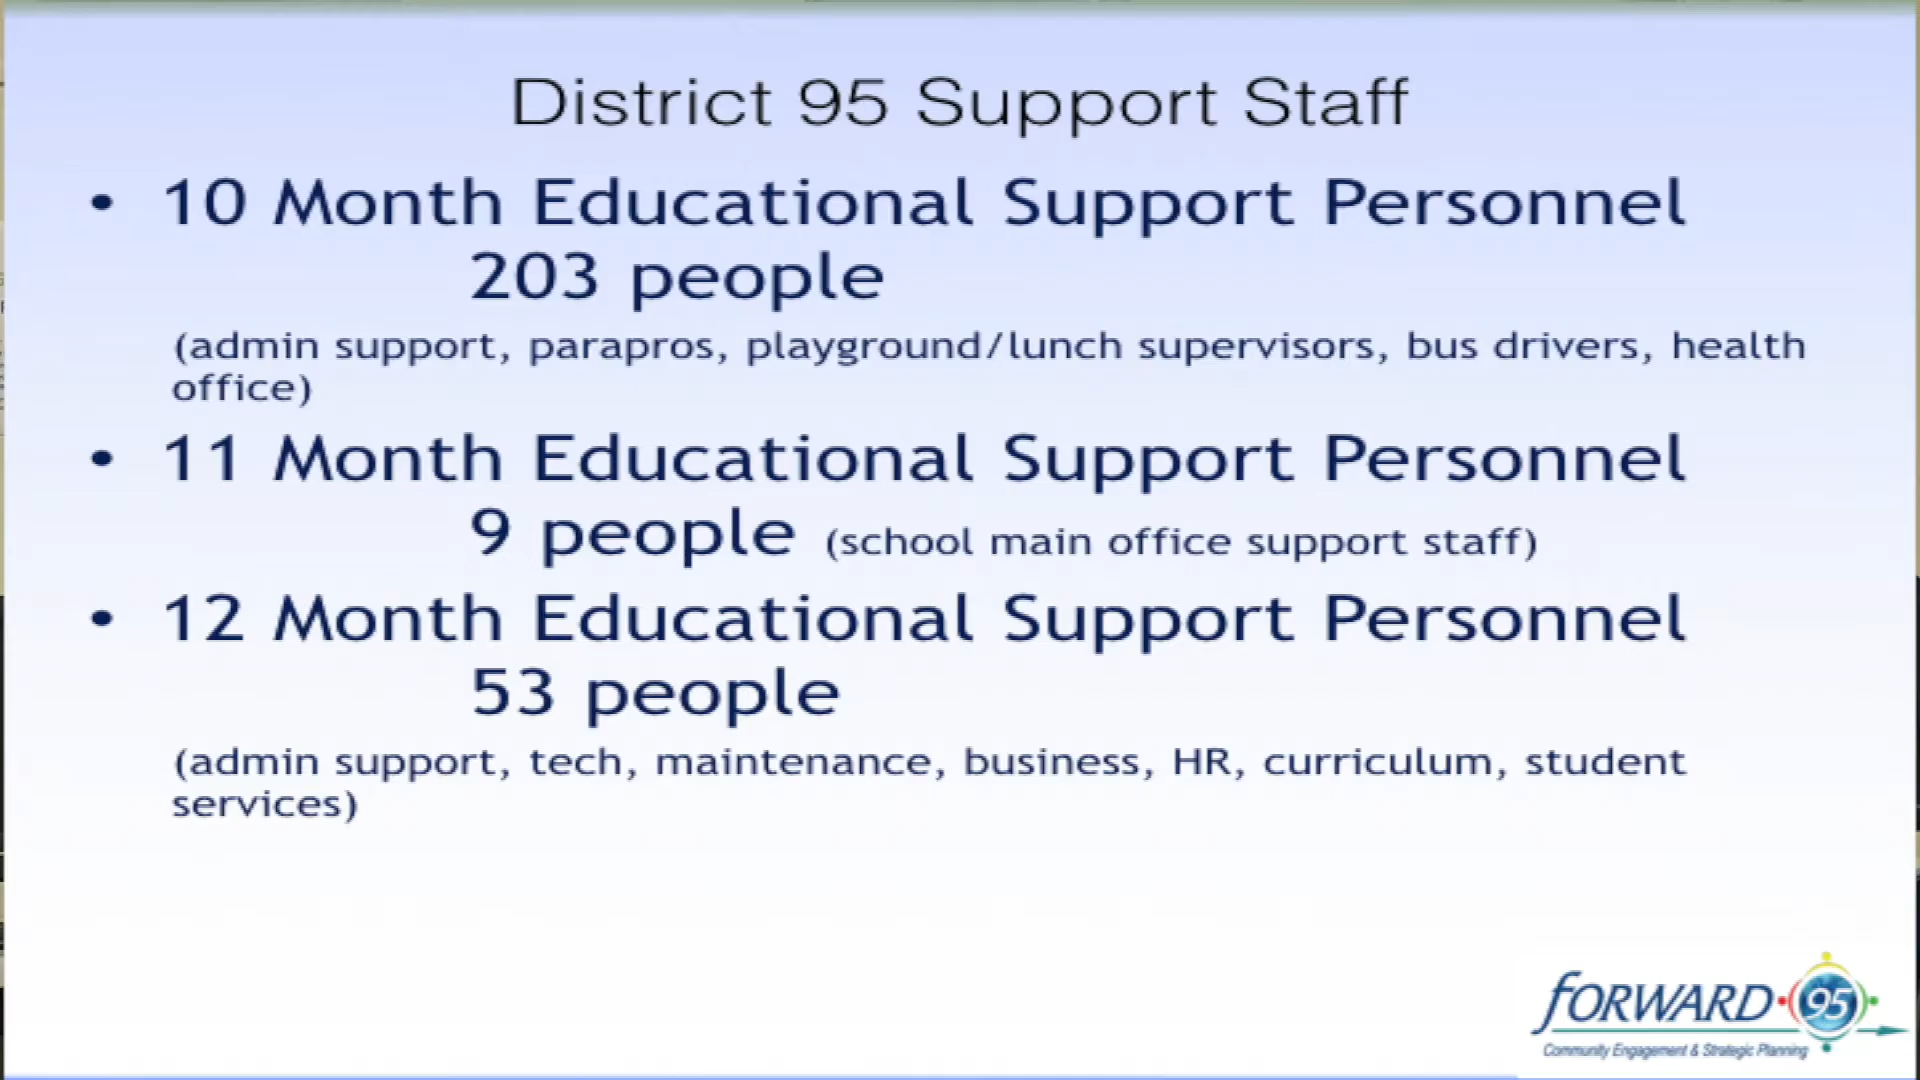 District 95 Support Staff
• 10 Month Educational Support Personnel
203 people
(admin support, parapros, playground/lunch supervisors, bus drivers, health
office)
• 11 Month Educational Support Personnel
9 people (school main office support staff)
• 12 Month Educational Support Personnel
53 people
(admin support, tech, maintenance, business, HR, curriculum, student
services)
FORWARD 95
Community Engagement & Strategic Planning